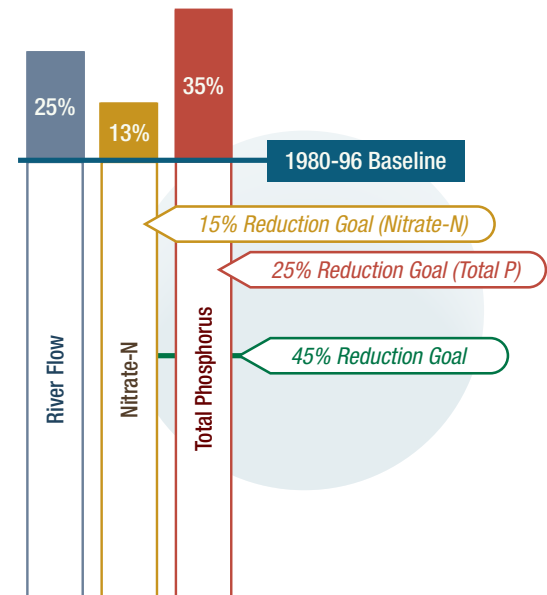 25%
13%
35%
1980-96 Baseline
15% Reduction Goal (Nitrate-N)
25% Reduction Goal (Total P)
45% Reduction Goal
River Flow
Nitrate-N
Total Phosphorus